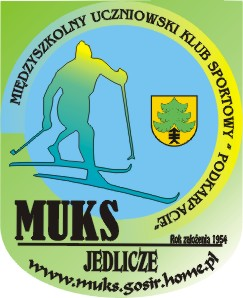 MIĘDZYSZKOLNY UCZNIOWSKI KLUB SPORTOWY "PODKARPACIE"
MUKS
Rok założenia 1954
JEDLICZE
www.muks.gosir.home.pl